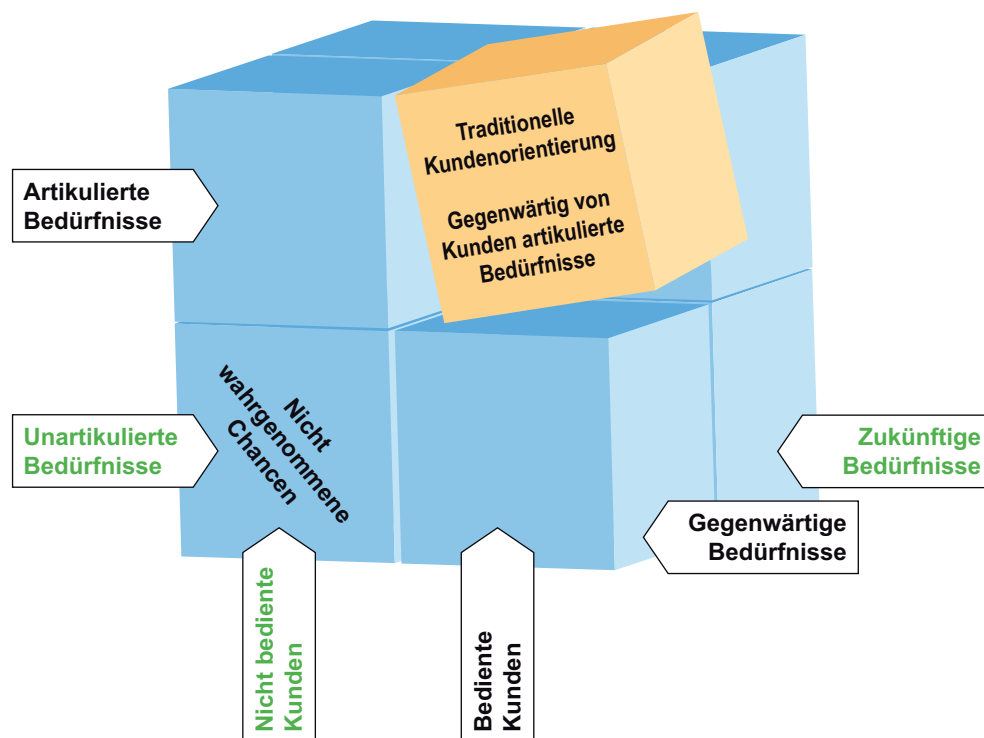 Traditionelle
Kundenorientierung
Gegenwärtig von
Kunden artikulierte
Bedürfnisse
Artikulierte
Bedürfnisse
Nicht
wahrgenommene
Chancen
Unartikulierte
Bedürfnisse
Zukünftige
Bedürfnisse
Gegenwärtige
Bedürfnisse
Nicht bediente
Kunden
Bediente
Kunden